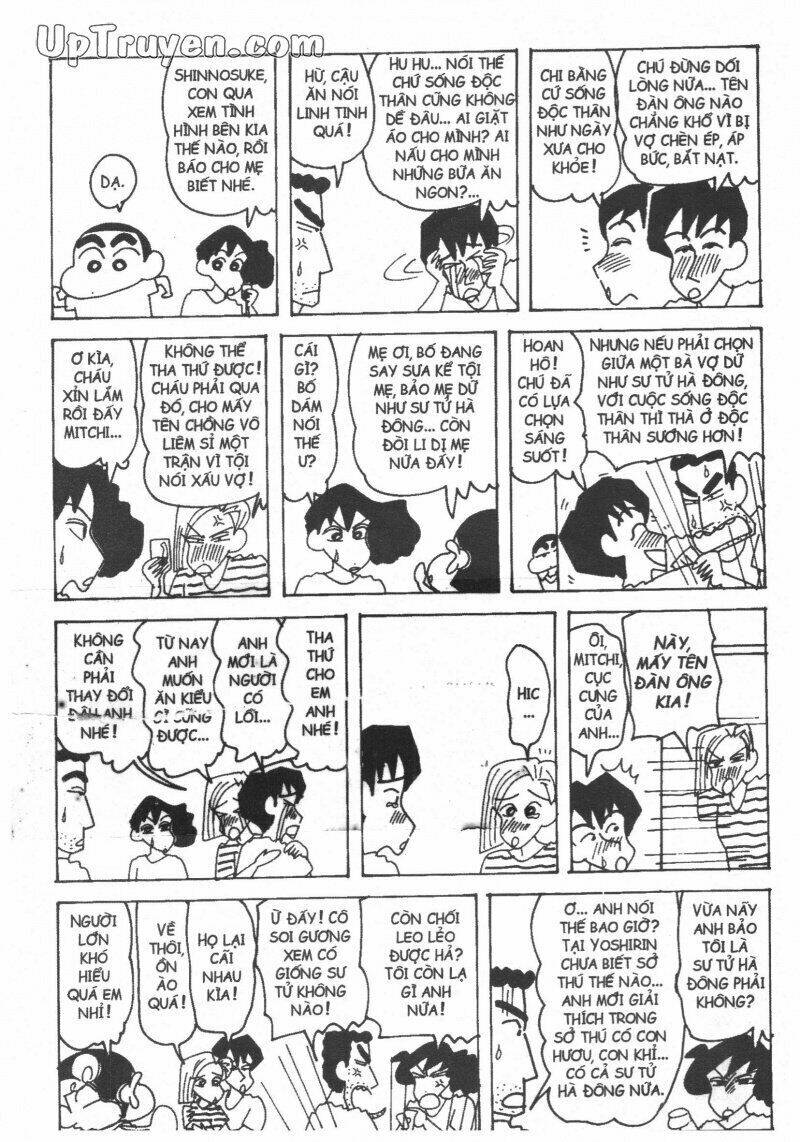 UpTruyen.com
CHÚ ĐỪNG DỐI
LÒNG NỮA... TÊN
ĐÀN ÔNG NÀO
CHẲNG KHỔ VÌ BỊ
VỢ CHÈN ÉP, ÁP
BỨC, BẮT NẠT.
CHI BẰNG
CỨ SỐNG
ĐỘC THÂN
NHƯ NGÀY
XƯA CHO
KHỎE!
HU HU... NÓI THẾ
CHỨ SỐNG ĐỘC
THÂN CŨNG KHÔNG
DỄ ĐÂU... AI GIẶT
ÁO CHO MÌNH? AI
NẤU CHO MÌNH
NHỮNG BỮA ĂN
NGON?...
HỪ, CẬU
ĂN NÓI
LINH TINH
QUÁ!
SHINNOSUKE,
CON QUA
XEM TÌNH
HÌNH BÊN KIA
THẾ NÀO, RỒI
BÁO CHO MẸ
BIẾT NHÉ.
DẠ.
NHƯNG NẾU PHẢI CHỌN
GIỮA MỘT BÀ VỢ DỮ
NHƯ SƯ TỬ HÀ ĐÔNG,
VỚI CUỘC SỐNG ĐỘC
THÂN THÌ THÀ Ở ĐỘC
THÂN SƯỚNG HƠN!
HOAN
HÔ!
CHÚ ĐÃ
CÓ LỰA
CHỌN
SÁNG
SUỐT!
MẸ ƠI, BỐ ĐANG
SAY SƯA KỂ TỘI
MẸ, BẢO MẸ DỮ
NHƯ SƯ TỬ HÀ
ĐÔNG... CÒN
ĐÒI LI DỊ MẸ
NỮA ĐẤY!
CÁI
GÌ? BỐ
DÁM
NÓI THẾ
Ư?
KHÔNG THỂ
THA THỨ ĐƯỢC!
CHÁU PHẢI QUA
ĐÓ, CHO MẤY
TÊN CHỒNG VÔ
LIÊM SỈ MỘT
TRẬN VÌ TỘI
NÓI XẤU VỢ!
Ơ KÌA,
CHÁU
XỈN LẮM
RỒI ĐẤY
MITCHI...
NÀY,
MẤY TÊN
ĐÀN ÔNG
KIA!
ÔI,
MITCHI,
CỤC
CƯNG
CỦA
ANH...
HIC
...
THA
THỨ
CHO
EM
ANH NHÉ!
ANH
MỚI LÀ
NGƯỜI
CÓ
LỖI...
TỪ NAY
ANH
MUỐN
ĂN KIỂU
GÌ CŨNG
ĐƯỢC...
KHÔNG
CẦN
PHẢI
THAY ĐỔI
ĐÂU ANH
NHÉ!
VỪA NÃY
ANH BẢO
TÔI LÀ
SƯ TỬ HÀ
ĐÔNG PHẢI
KHÔNG?
Ơ... ANH NÓI
THẾ BAO GIỜ?
TẠI YOSHIRIN
CHƯA BIẾT SỞ
THÚ THẾ NÀO...
ANH MỚI GIẢI
THÍCH TRONG
SỞ THÚ CÓ CON
HƯƠU, CON KHỈ...
CÓ CẢ SƯ TỬ
HÀ ĐÔNG NỮA.
CÒN CHỐI
LEO LẺO
ĐƯỢC HẢ?
TÔI CÒN LẠ
GÌ ANH
NỮA!
Ừ ĐẤY! CÔ
SOI GƯƠNG
XEM CÓ
GIỐNG SƯ
TỬ KHÔNG
NÀO!
HỌ LẠI
CÃI
NHAU
KÌA!
VỀ
THÔI,
ỒN
ÀO
QUÁ!
NGƯỜI
LỚN
KHÓ
HIỂU
QUÁ EM
NHỈ!